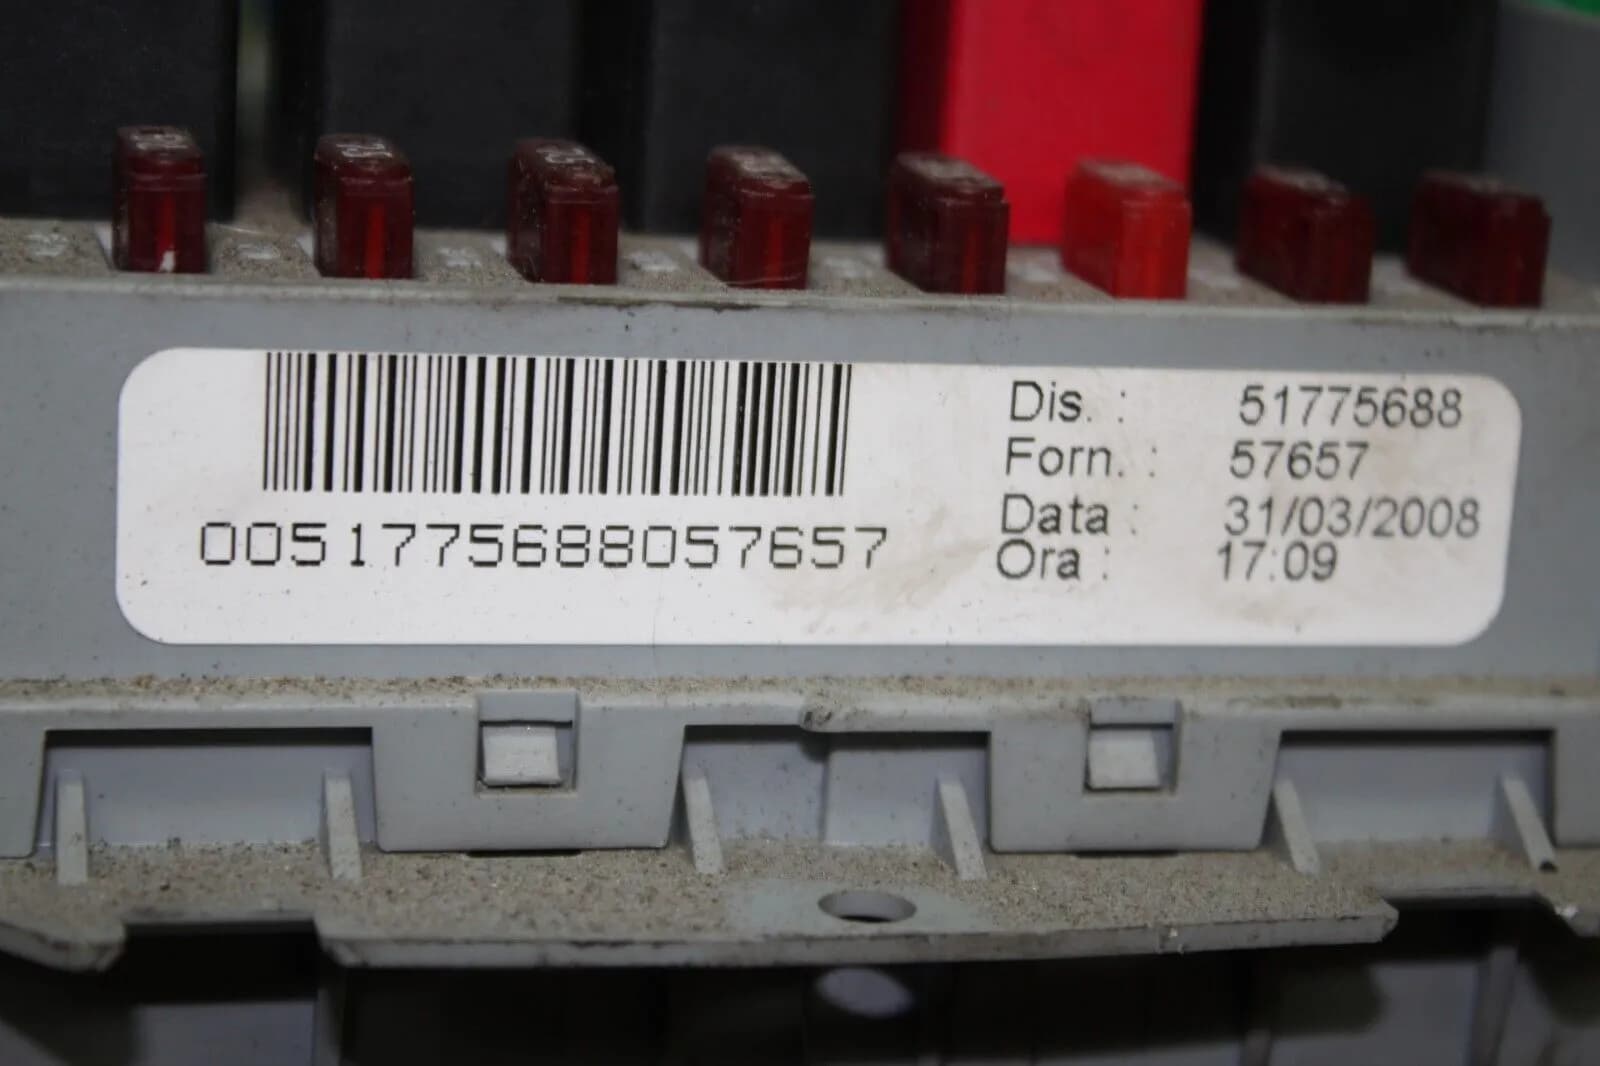 0051775688057657
Dis. : 51775688
Forn. : 57657
Data : 31/03/2008
Ora : 17:09